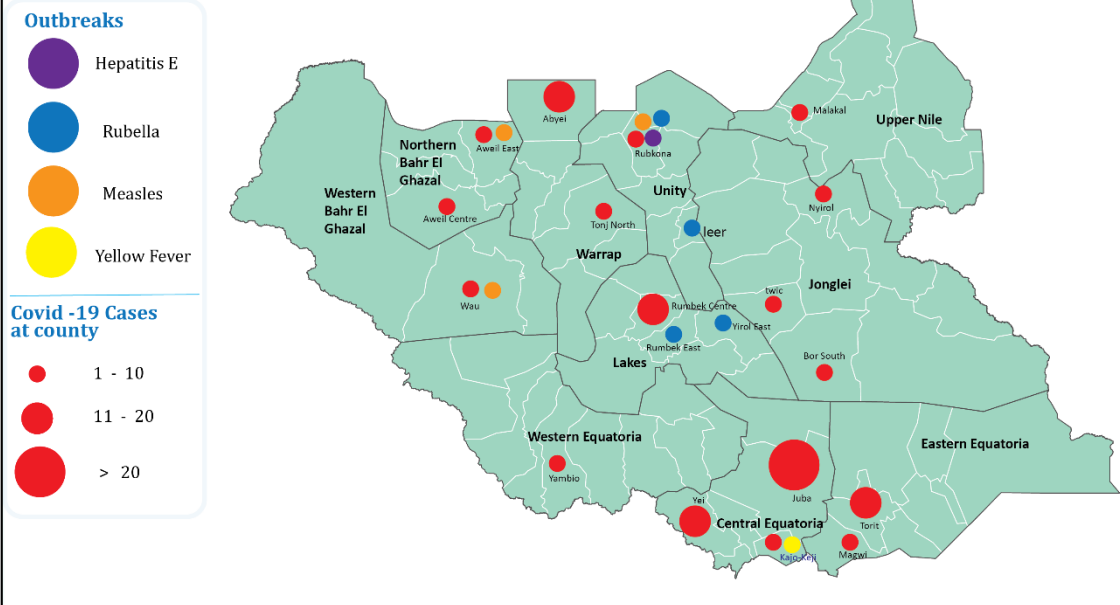 Outbreaks
Hepatitis E
Rubella
Measles
Yellow Fever
Covid -19 Cases
at county
1 - 10
11 - 20
> 20
Abyei
Malakal
Upper Nile
Aweil East
Northern
Bahr El
Ghazal
Rubkona
Western
Bahr El
Ghazal
Unity
Nyirol
Aweil Centre
Tonj North
leer
Warrap
Jonglei
twic
Wau
Rumbek Centre
Yirol East
Rumbek East
Bor South
Lakes
Western Equatoria
Eastern Equatoria
Yambio
Juba
Yei
Central Equatoria
Torit
Kajo-Keji
Magwi